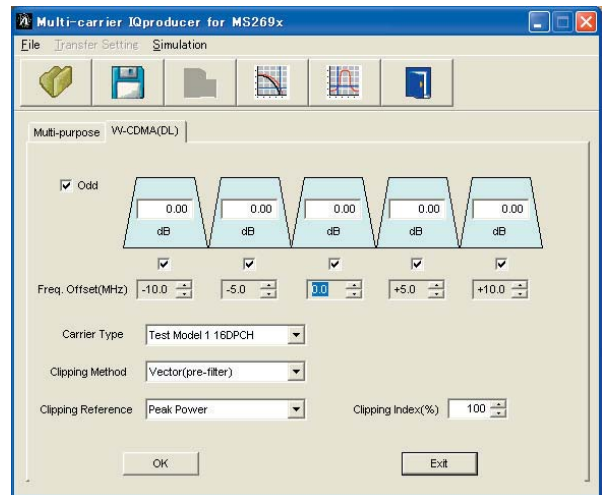 Multi-carrier IQproducer for MS269x
File Transfer Setting Simulation
Multi-purpose W-CDMA(DL)
Odd
0.00 0.00 0.00 0.00 0.00
dB dB dB dB dB
Freq. Offset(MHz) -10.0 -5.0 0.0 +5.0 +10.0
Carrier Type Test Model 1 16DPCH
Clipping Method Vector(pre-filter)
Clipping Reference Peak Power Clipping Index(%) 100
OK Exit